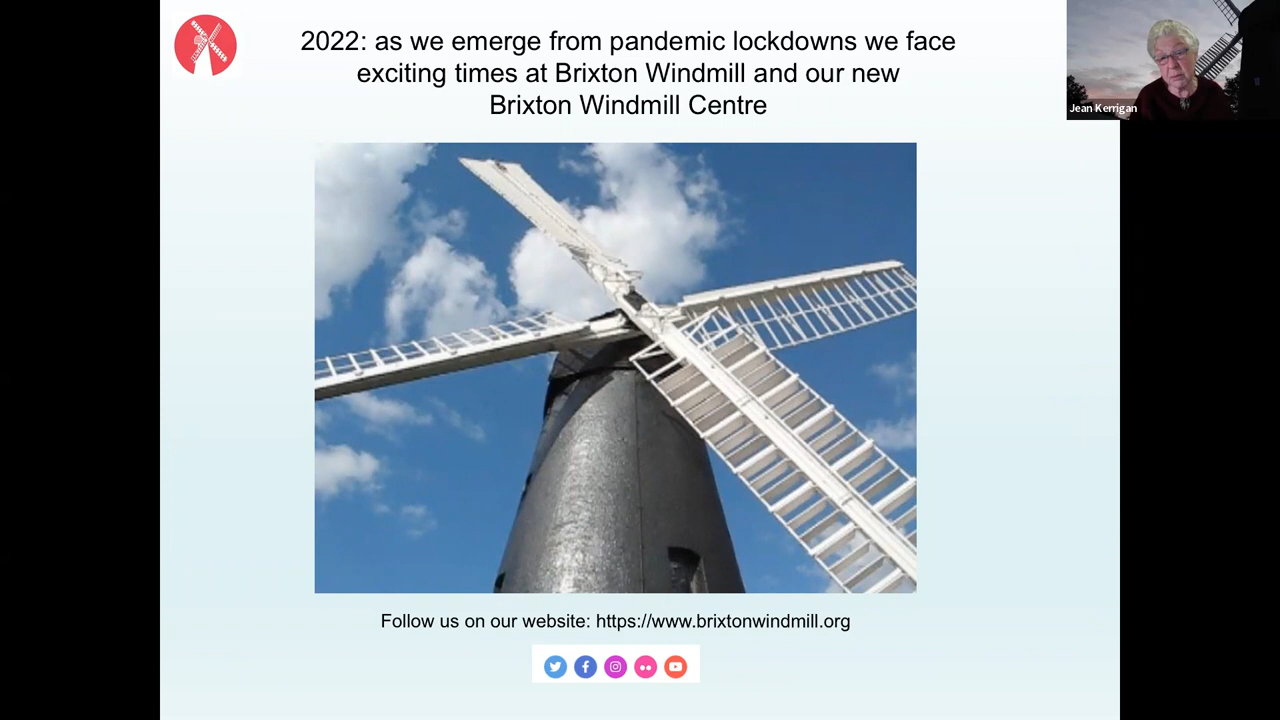 2022: as we emerge from pandemic lockdowns we face
exciting times at Brixton Windmill and our new
Brixton Windmill Centre
Jean Kerrigan
Follow us on our website: https://www.brixtonwindmill.org